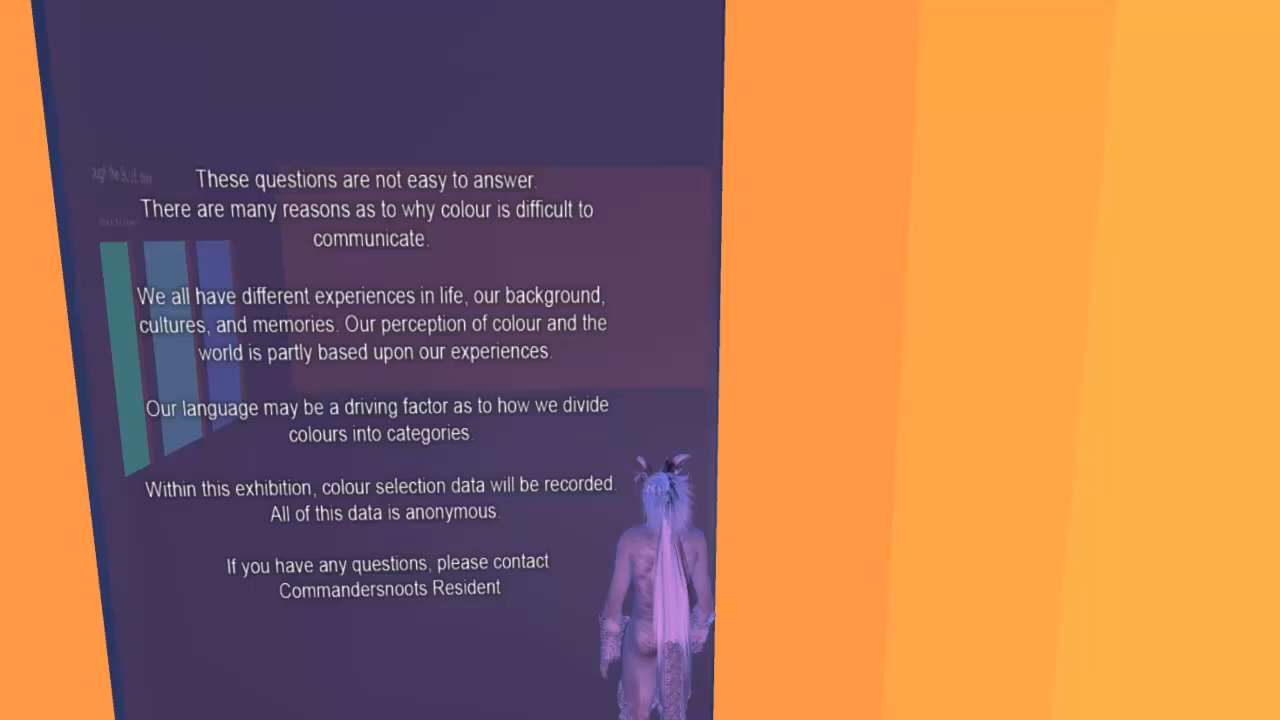 These questions are not easy to answer.
There are many reasons as to why colour is difficult to
communicate.
We all have different experiences in life, our background,
cultures, and memories. Our perception of colour and the
world is partly based upon our experiences.
Our language may be a driving factor as to how we divide
colours into categories.
Within this exhibition, colour selection data will be recorded.
All of this data is anonymous.
If you have any questions, please contact
Commandersnoots Resident
the BLUE